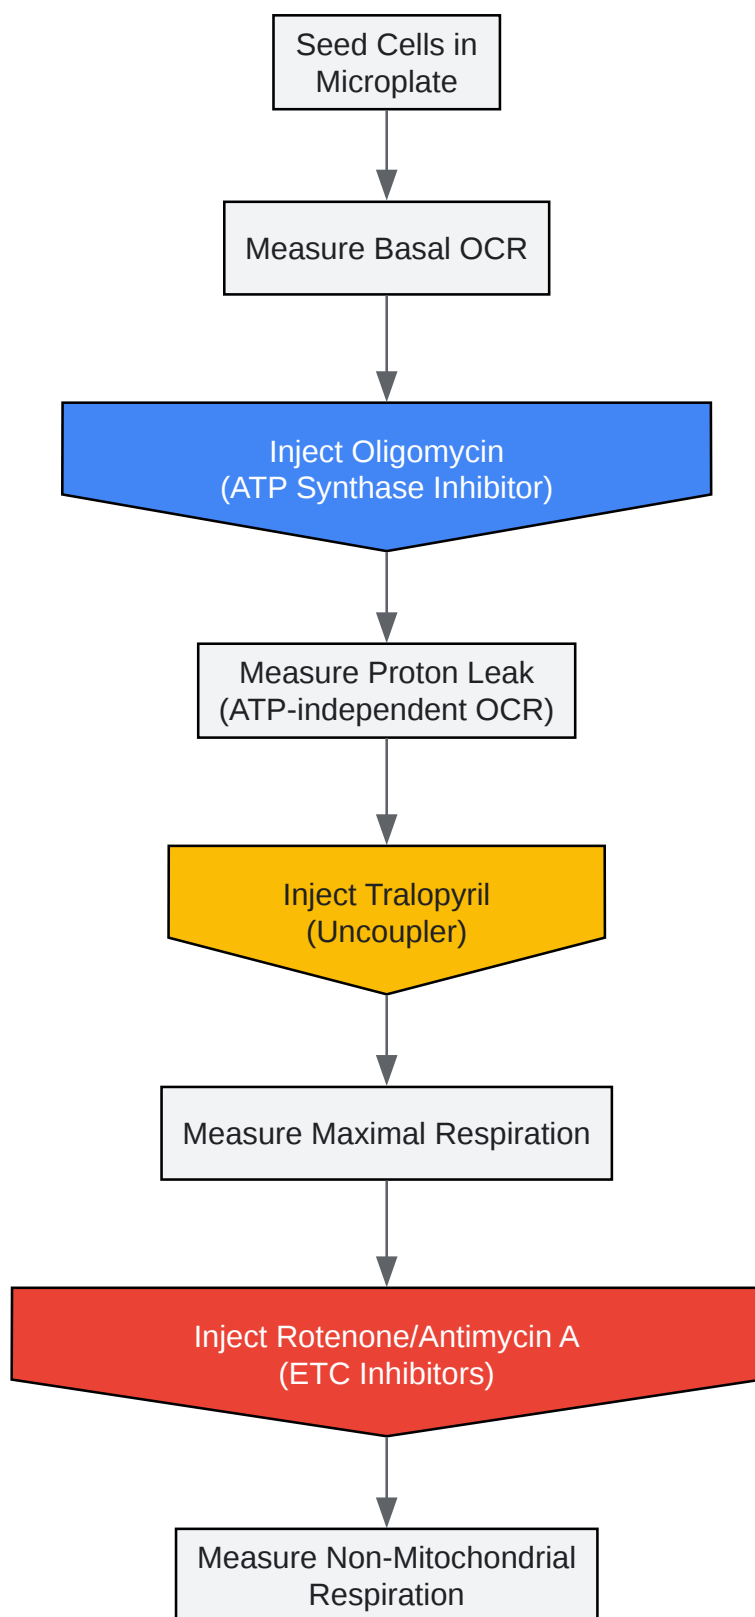 Seed Cells in
Microplate
Measure Basal OCR
Inject Oligomycin
(ATP Synthase Inhibitor)
Measure Proton Leak
(ATP-independent OCR)
Inject Tralopyril
(Uncoupler)
Measure Maximal Respiration
Inject Rotenone/Antimycin A
(ETC Inhibitors)
Measure Non-Mitochondrial
Respiration